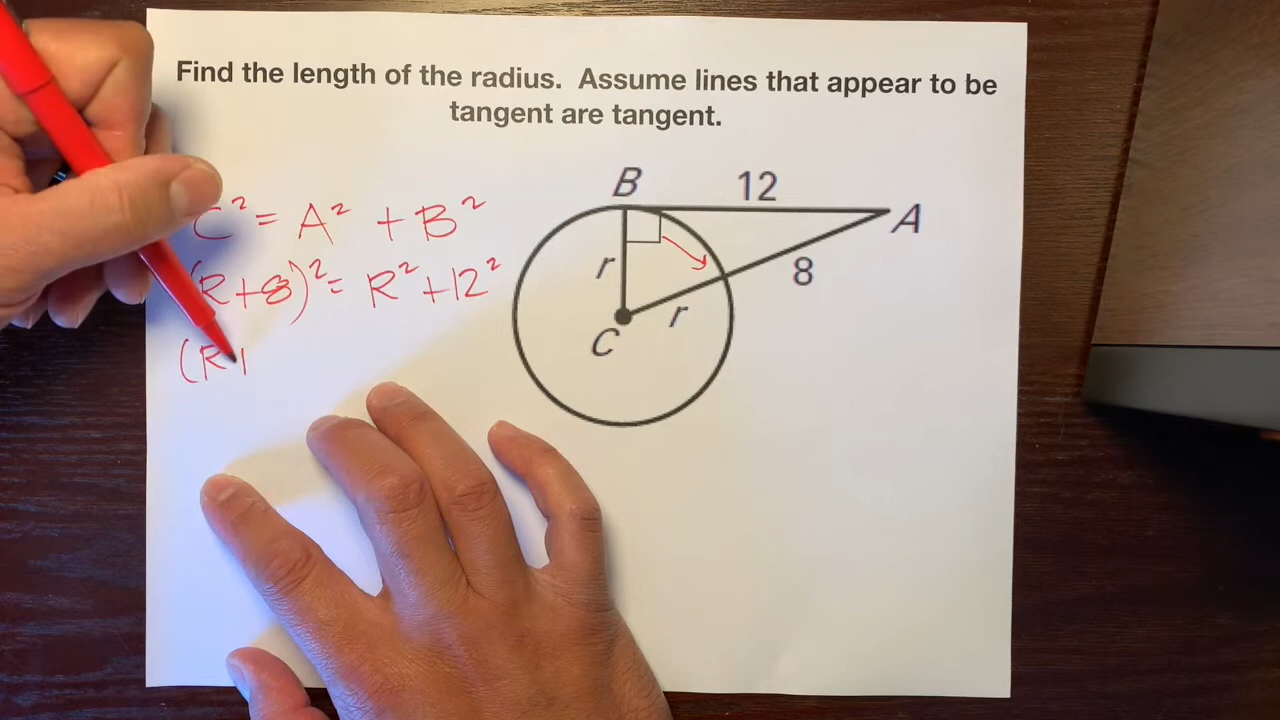 Find the length of the radius. Assume lines that appear to be
tangent are tangent.
C² = A² + B²
(R+8)² = R² + 12²
(R
B
12
A
r
8
r
C